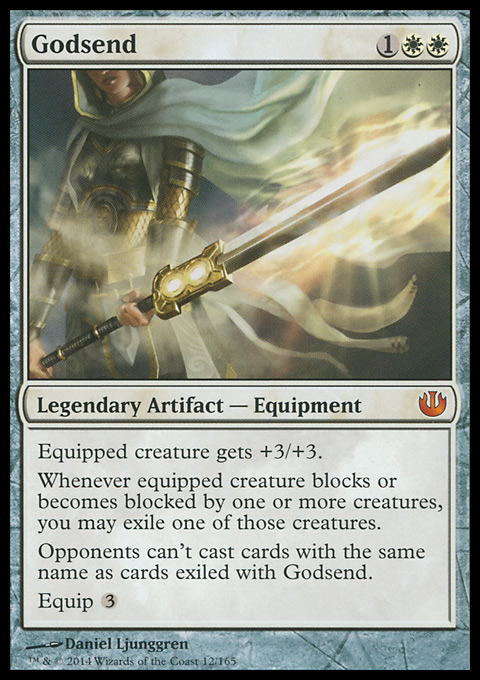 Godsend 1
Legendary Artifact — Equipment
Equipped creature gets +3/+3.
Whenever equipped creature blocks or
becomes blocked by one or more creatures,
you may exile one of those creatures.
Opponents can't cast cards with the same
name as cards exiled with Godsend.
Equip 3
Daniel Ljunggren
™ & © 2014 Wizards of the Coast 12/165